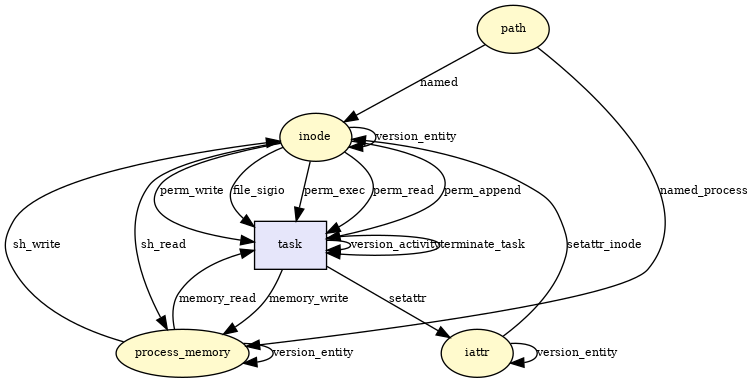 path
named
inode
version_entity
perm_write
file_sigio
perm_exec
perm_read
perm_append
named_process
sh_write
sh_read
task
version_activity
terminate_task
setattr_inode
memory_read
memory_write
setattr
process_memory
version_entity
iattr
version_entity